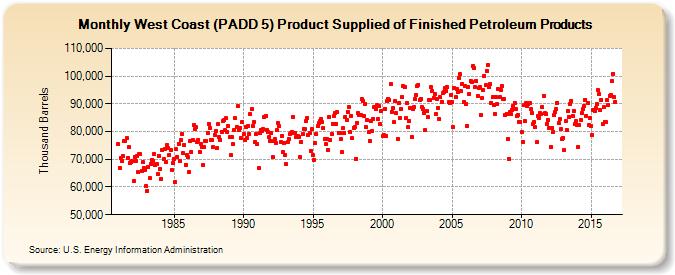 Monthly West Coast (PADD 5) Product Supplied of Finished Petroleum Products
Thousand Barrels
110,000
100,000
90,000
80,000
70,000
60,000
50,000
1985 1990 1995 2000 2005 2010 2015
Source: U.S. Energy Information Administration